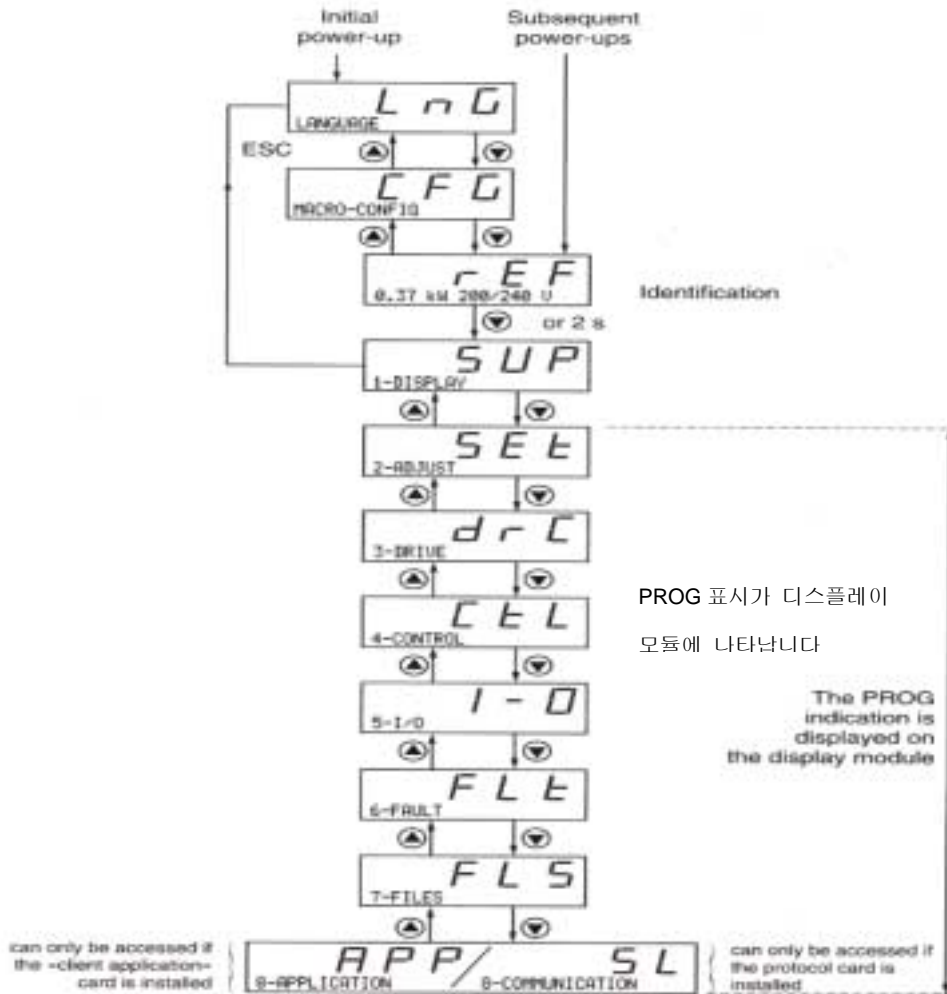 Initial
power-up
Subsequent
power-ups
LnG
LANGUAGE
ESC
CFG
MACRO-CONFIG
rEF
0.37 kW 200/240 V
Identification
or 2 s
SUP
1-DISPLAY
SEt
2-ADJUST
drC
3-DRIVE
CtL
4-CONTROL
PROG 표시가 디스플레이
모듈에 나타납니다
I-O
5-I/O
The PROG
indication is
displayed on
the display module
FLt
6-FAULT
FLS
7-FILES
can only be accessed if
the «client application»
card is installed
APP/ SL
8-APPLICATION 8-COMMUNICATION
can only be accessed if
the protocol card is
installed